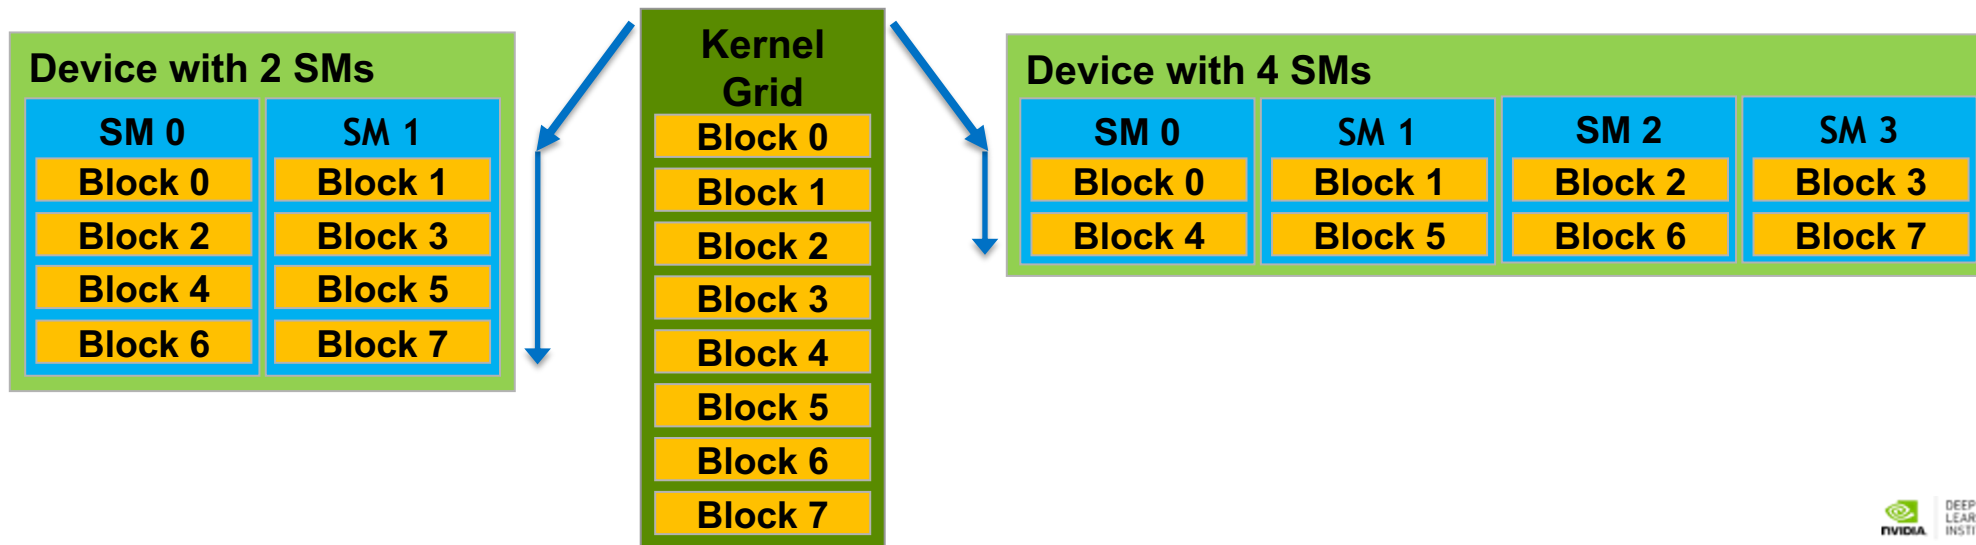 Device with 2 SMs
SM 0
SM 1
Block 0
Block 1
Block 2
Block 3
Block 4
Block 5
Block 6
Block 7
Kernel
Grid
Block 0
Block 1
Block 2
Block 3
Block 4
Block 5
Block 6
Block 7
Device with 4 SMs
SM 0
SM 1
SM 2
SM 3
Block 0
Block 1
Block 2
Block 3
Block 4
Block 5
Block 6
Block 7
NVIDIA
DEEP
LEAR
INSTI